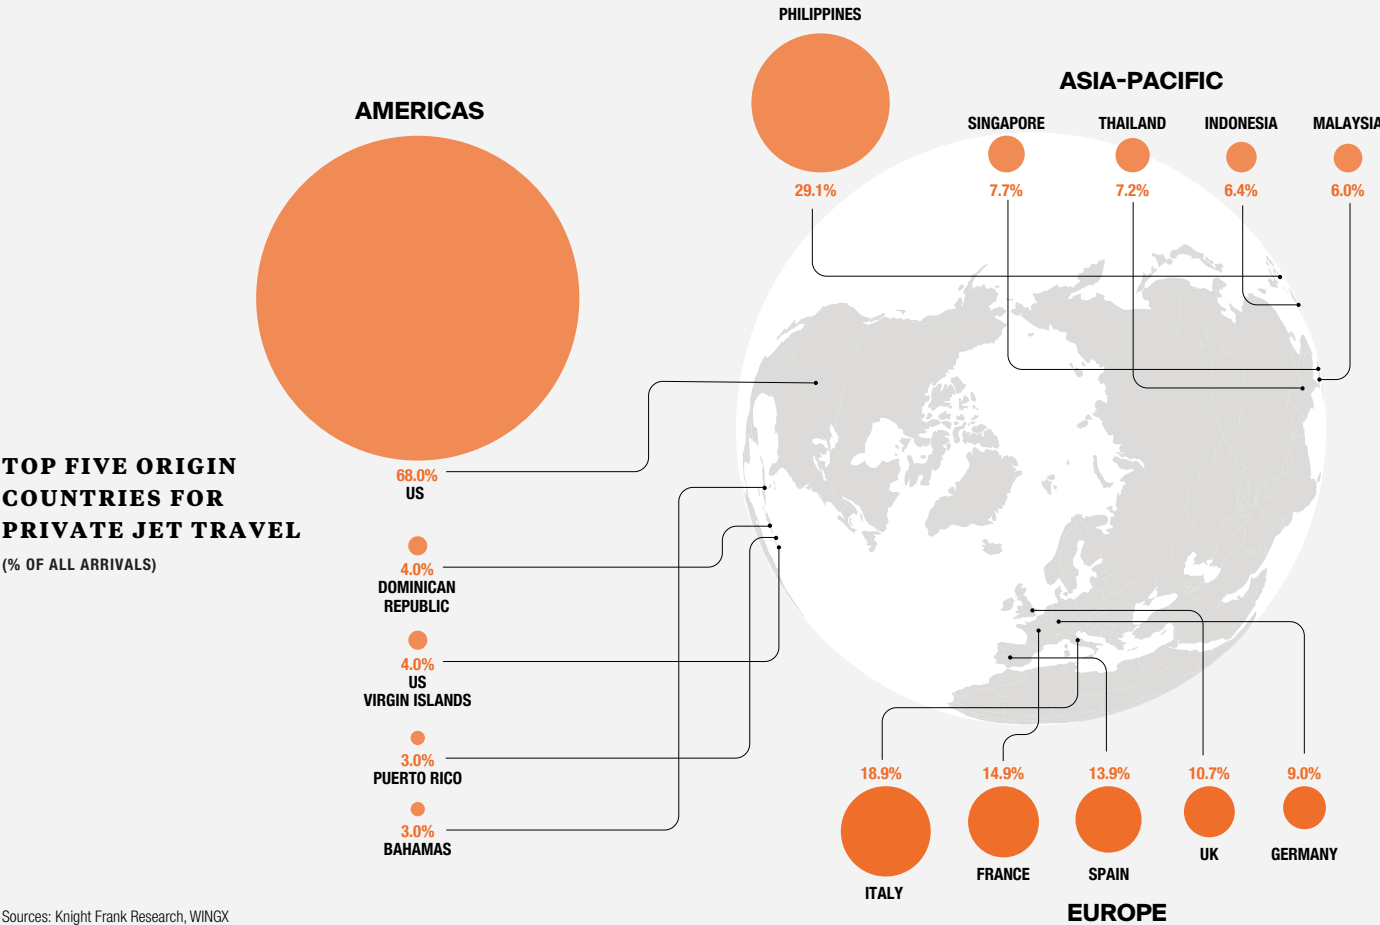 TOP FIVE ORIGIN
COUNTRIES FOR
PRIVATE JET TRAVEL
(% OF ALL ARRIVALS)
AMERICAS
68.0%
US
4.0%
DOMINICAN
REPUBLIC
4.0%
US
VIRGIN ISLANDS
3.0%
PUERTO RICO
3.0%
BAHAMAS
ASIA-PACIFIC
PHILIPPINES
29.1%
SINGAPORE
7.7%
THAILAND
7.2%
INDONESIA
6.4%
MALAYSIA
6.0%
18.9%
ITALY
14.9%
FRANCE
13.9%
SPAIN
10.7%
UK
9.0%
GERMANY
EUROPE
Sources: Knight Frank Research, WINGX